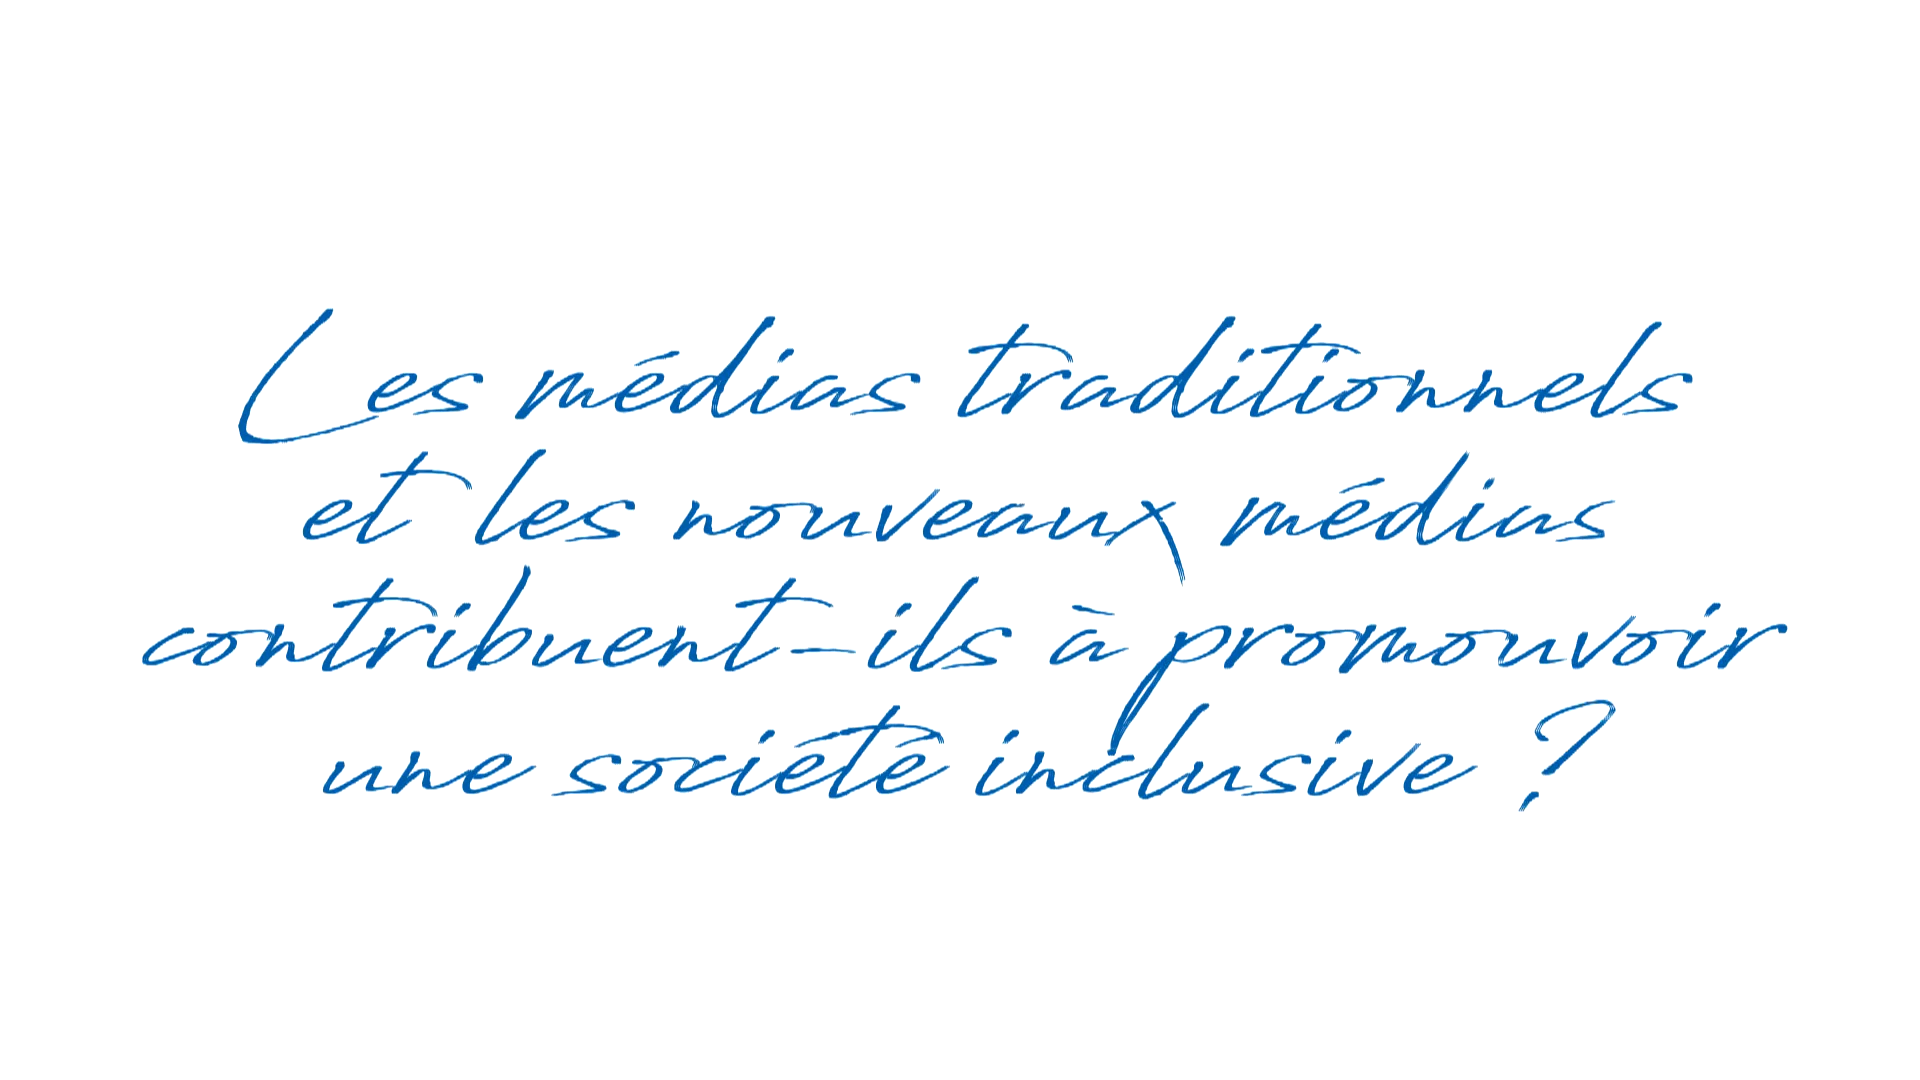 Les médias traditionnels
et les nouveaux médias
contribuent-ils à promouvoir
une société inclusive ?